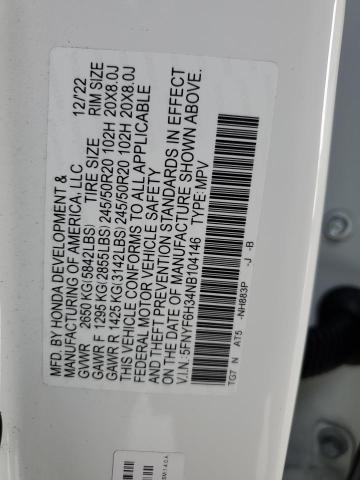 MFD. BY HONDA DEVELOPMENT &
MANUFACTURING OF AMERICA, LLC 12/'22
GVWR 2650 KG(5842LBS) TIRE SIZE RIM SIZE
GAWR F 1295 KG(2855LBS) 245/50R20 102H 20X8.0J
GAWR R 1425 KG(3142LBS) 245/50R20 102H 20X8.0J
THIS VEHICLE CONFORMS TO ALL APPLICABLE
FEDERAL MOTOR VEHICLE SAFETY
AND THEFT PREVENTION STANDARDS IN EFFECT
ON THE DATE OF MANUFACTURE SHOWN ABOVE.
V.I.N.:5FNYF6H34NB104146 TYPE: MPV
TG7 N AT5 -NH883P -J -B